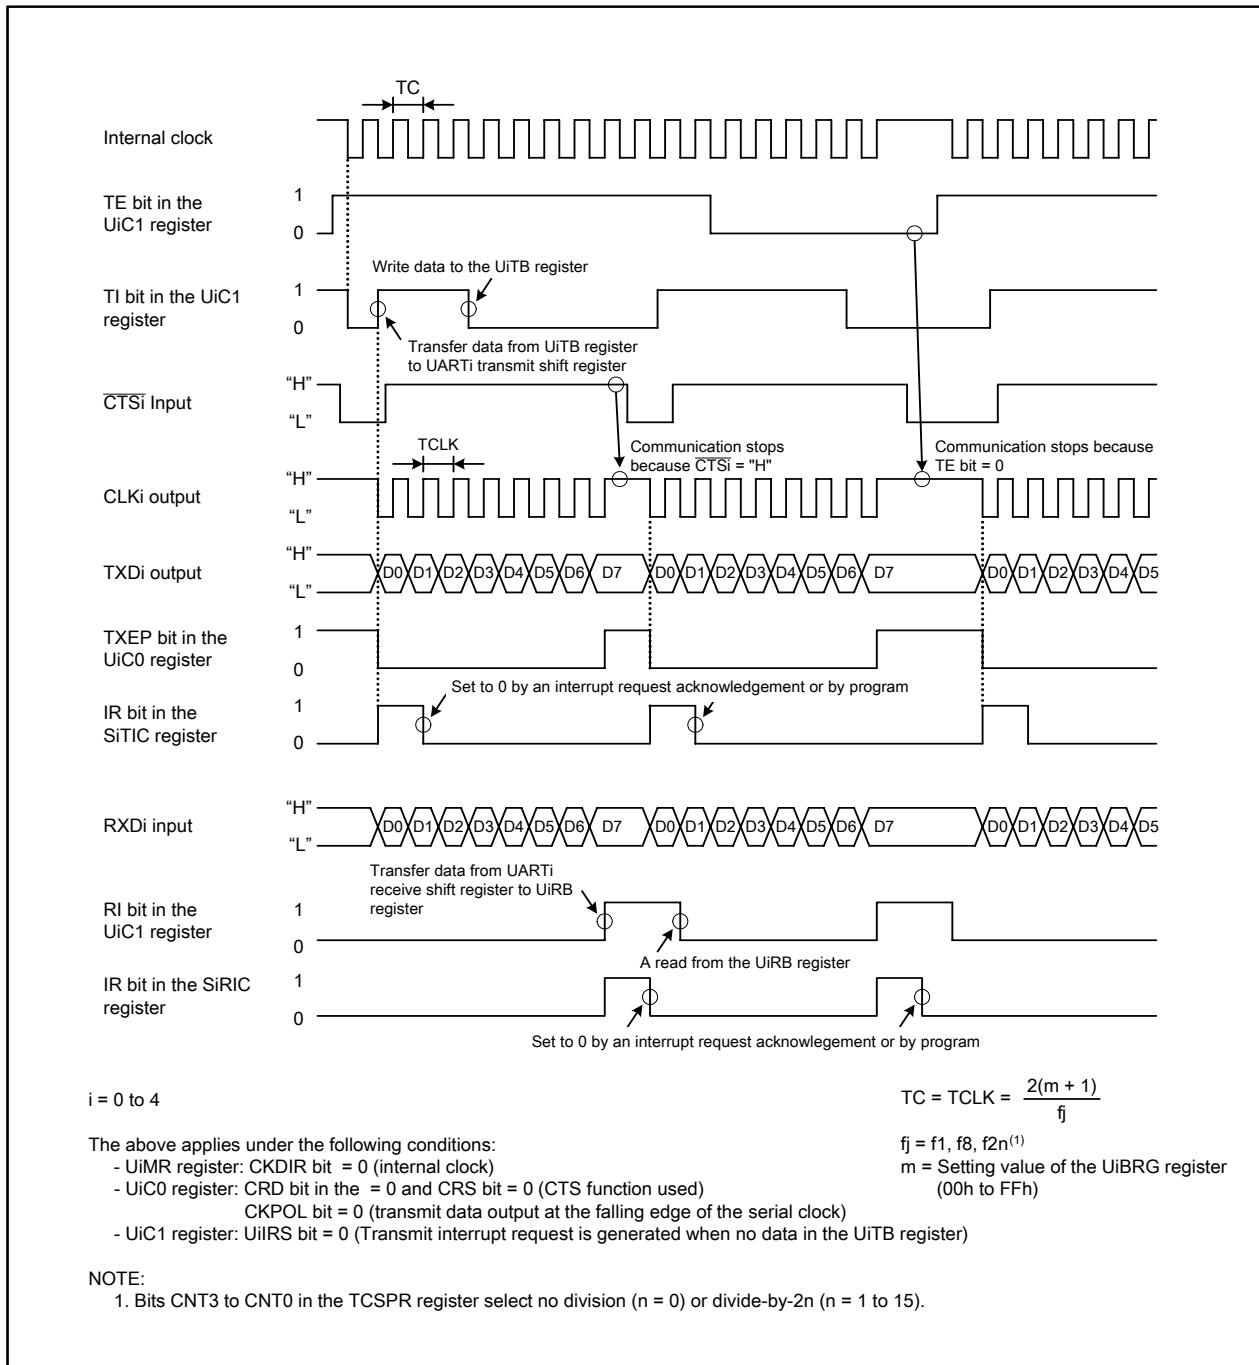 TC
Internal clock
TE bit in the
UiC1 register
1
0
Write data to the UiTB register
TI bit in the UiC1
register
1
0
Transfer data from UiTB register
to UARTi transmit shift register
CTSi Input
“H”
“L”
TCLK
Communication stops
because CTSi = "H"
Communication stops because
TE bit = 0
CLKi output
“H”
“L”
TXDi output
“H”
“L”
D0 D1 D2 D3 D4 D5 D6 D7 D0 D1 D2 D3 D4 D5 D6 D7 D0 D1 D2 D3 D4 D5
TXEP bit in the
UiC0 register
1
0
Set to 0 by an interrupt request acknowledgement or by program
IR bit in the
SiTIC register
1
0
RXDi input
“H”
“L”
D0 D1 D2 D3 D4 D5 D6 D7 D0 D1 D2 D3 D4 D5 D6 D7 D0 D1 D2 D3 D4 D5
Transfer data from UARTi
receive shift register to UiRB
register
RI bit in the
UiC1 register
1
0
A read from the UiRB register
IR bit in the SiRIC
register
1
0
Set to 0 by an interrupt request acknowlegement or by program
i = 0 to 4
TC = TCLK = 2(m + 1) / fj
The above applies under the following conditions:
- UiMR register: CKDIR bit = 0 (internal clock)
- UiC0 register: CRD bit in the = 0 and CRS bit = 0 (CTS function used)
CKPOL bit = 0 (transmit data output at the falling edge of the serial clock)
- UiC1 register: UiIRS bit = 0 (Transmit interrupt request is generated when no data in the UiTB register)
fj = f1, f8, f2n(1)
m = Setting value of the UiBRG register
(00h to FFh)
NOTE:
1. Bits CNT3 to CNT0 in the TCSPR register select no division (n = 0) or divide-by-2n (n = 1 to 15).